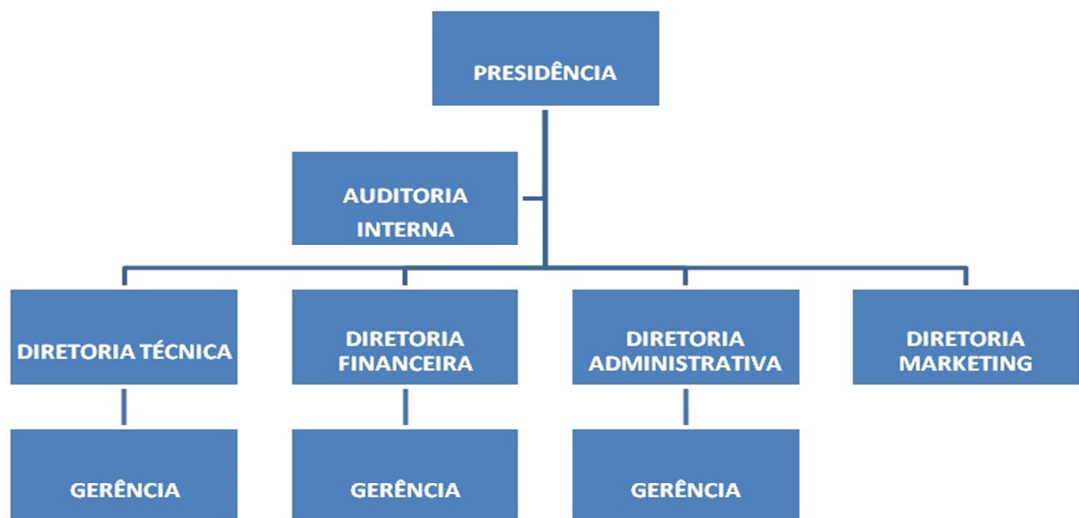 PRESIDÊNCIA
AUDITORIA
INTERNA
DIRETORIA TÉCNICA
DIRETORIA
FINANCEIRA
DIRETORIA
ADMINISTRATIVA
DIRETORIA
MARKETING
GERÊNCIA
GERÊNCIA
GERÊNCIA